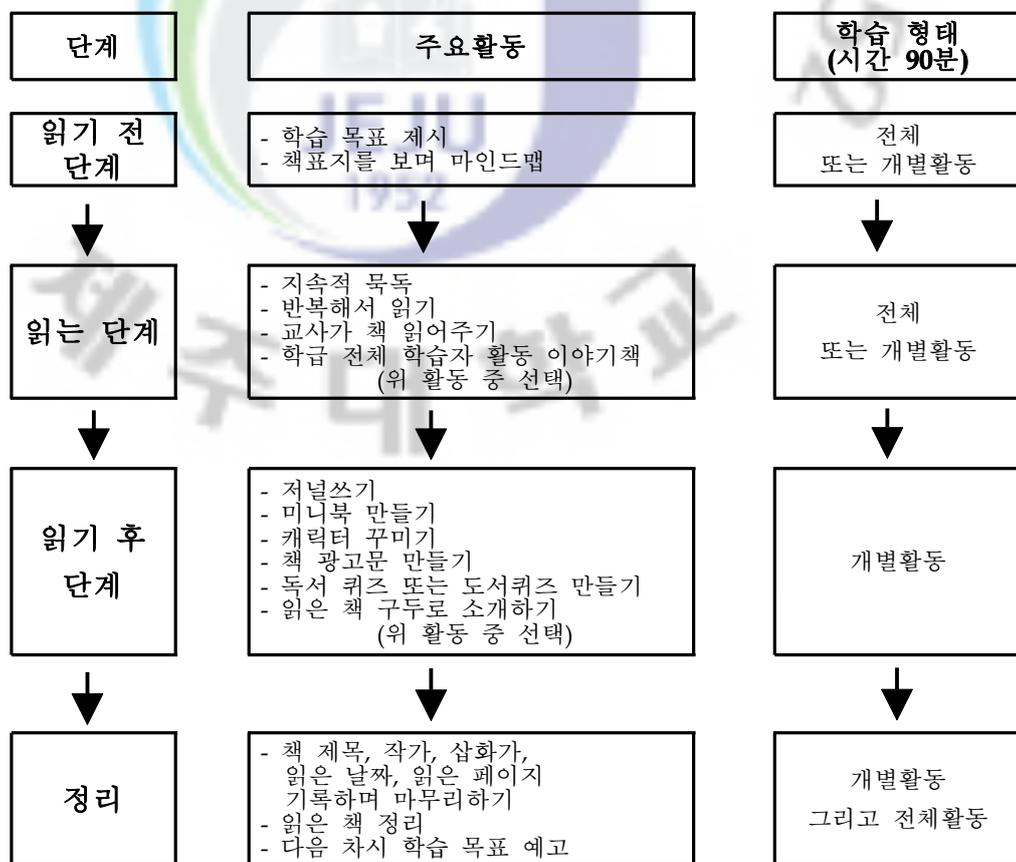 단계
주요활동
학습 형태
(시간 90분)
읽기 전
단계
- 학습 목표 제시
- 책표지를 보며 마인드맵
전체
또는 개별활동
읽는 단계
- 지속적 묵독
- 반복해서 읽기
- 교사가 책 읽어주기
- 학급 전체 학습자 활동 이야기책
(위 활동 중 선택)
전체
또는 개별활동
읽기 후
단계
- 저널쓰기
- 미니북 만들기
- 캐릭터 꾸미기
- 책 광고문 만들기
- 독서 퀴즈 또는 도서퀴즈 만들기
- 읽은 책 구두로 소개하기
(위 활동 중 선택)
개별활동
정리
- 책 제목, 작가, 삽화가,
읽은 날짜, 읽은 페이지
기록하며 마무리하기
- 읽은 책 정리
- 다음 차시 학습 목표 예고
개별활동
그리고 전체활동
JEJU
1952
제주대학교